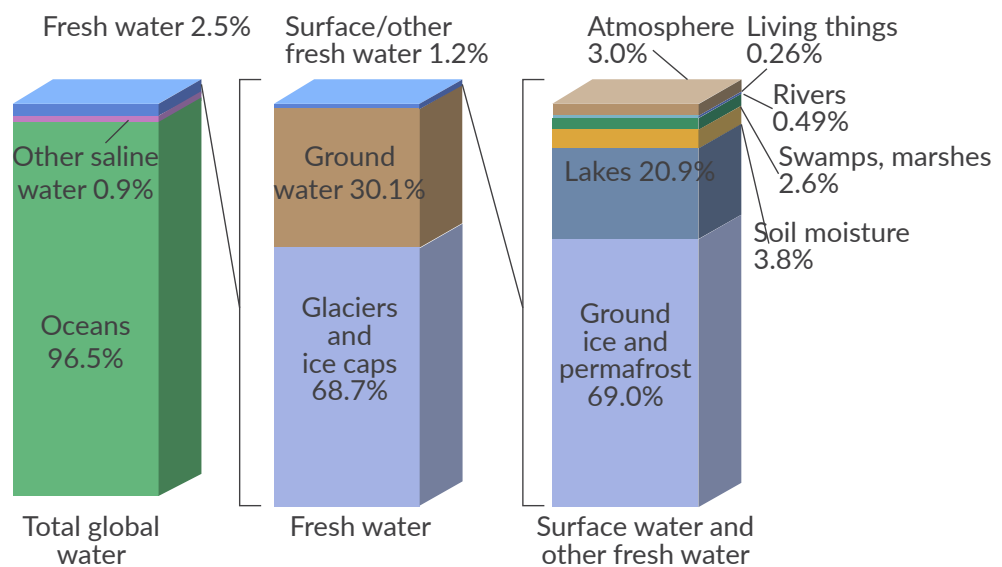 Fresh water 2.5%
Other saline
water 0.9%
Oceans
96.5%
Total global
water
Surface/other
fresh water 1.2%
Ground
water 30.1%
Glaciers
and
ice caps
68.7%
Fresh water
Atmosphere
3.0%
Living things
0.26%
Rivers
0.49%
Swamps, marshes
2.6%
Soil moisture
3.8%
Lakes 20.9%
Ground
ice and
permafrost
69.0%
Surface water and
other fresh water